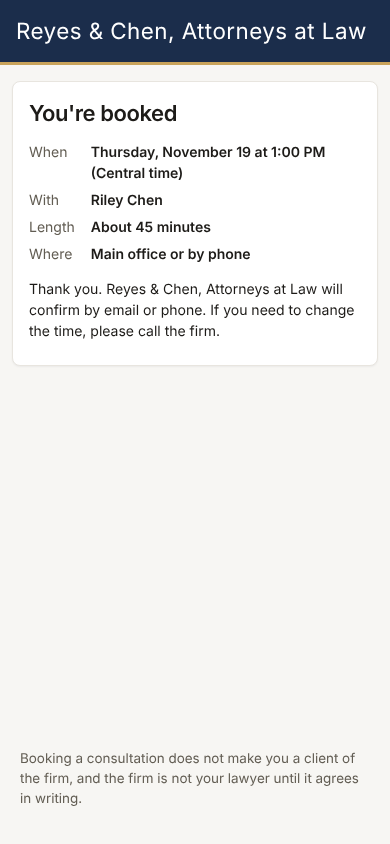 Reyes & Chen, Attorneys at Law
You're booked
When Thursday, November 19 at 1:00 PM
(Central time)
With Riley Chen
Length About 45 minutes
Where Main office or by phone
Thank you. Reyes & Chen, Attorneys at Law will
confirm by email or phone. If you need to change
the time, please call the firm.
Booking a consultation does not make you a client of
the firm, and the firm is not your lawyer until it agrees
in writing.